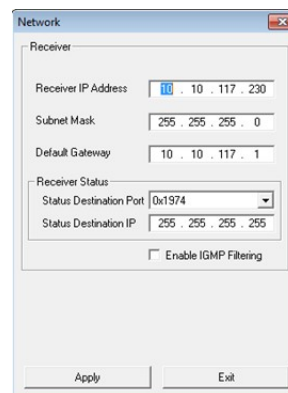 Network
Receiver
Receiver IP Address 10 . 10 . 117 . 230
Subnet Mask 255 . 255 . 255 . 0
Default Gateway 10 . 10 . 117 . 1
Receiver Status
Status Destination Port 0x1974
Status Destination IP 255 . 255 . 255 . 255
Enable IGMP Filtering
Apply Exit